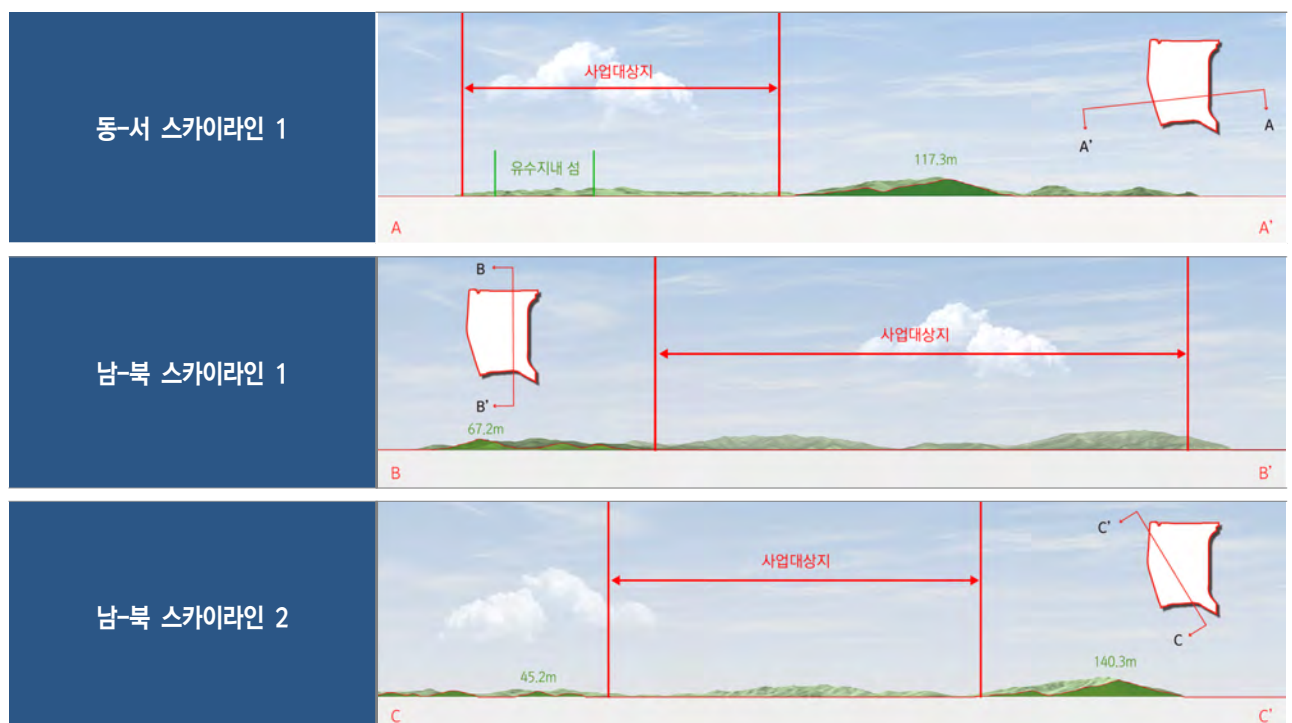 동-서 스카이라인 1
사업대상지
유수지내 섬
117.3m
A'
A
A
A'
남-북 스카이라인 1
B
사업대상지
B'
67.2m
B
B'
남-북 스카이라인 2
C'
사업대상지
C
45.2m
140.3m
C
C'